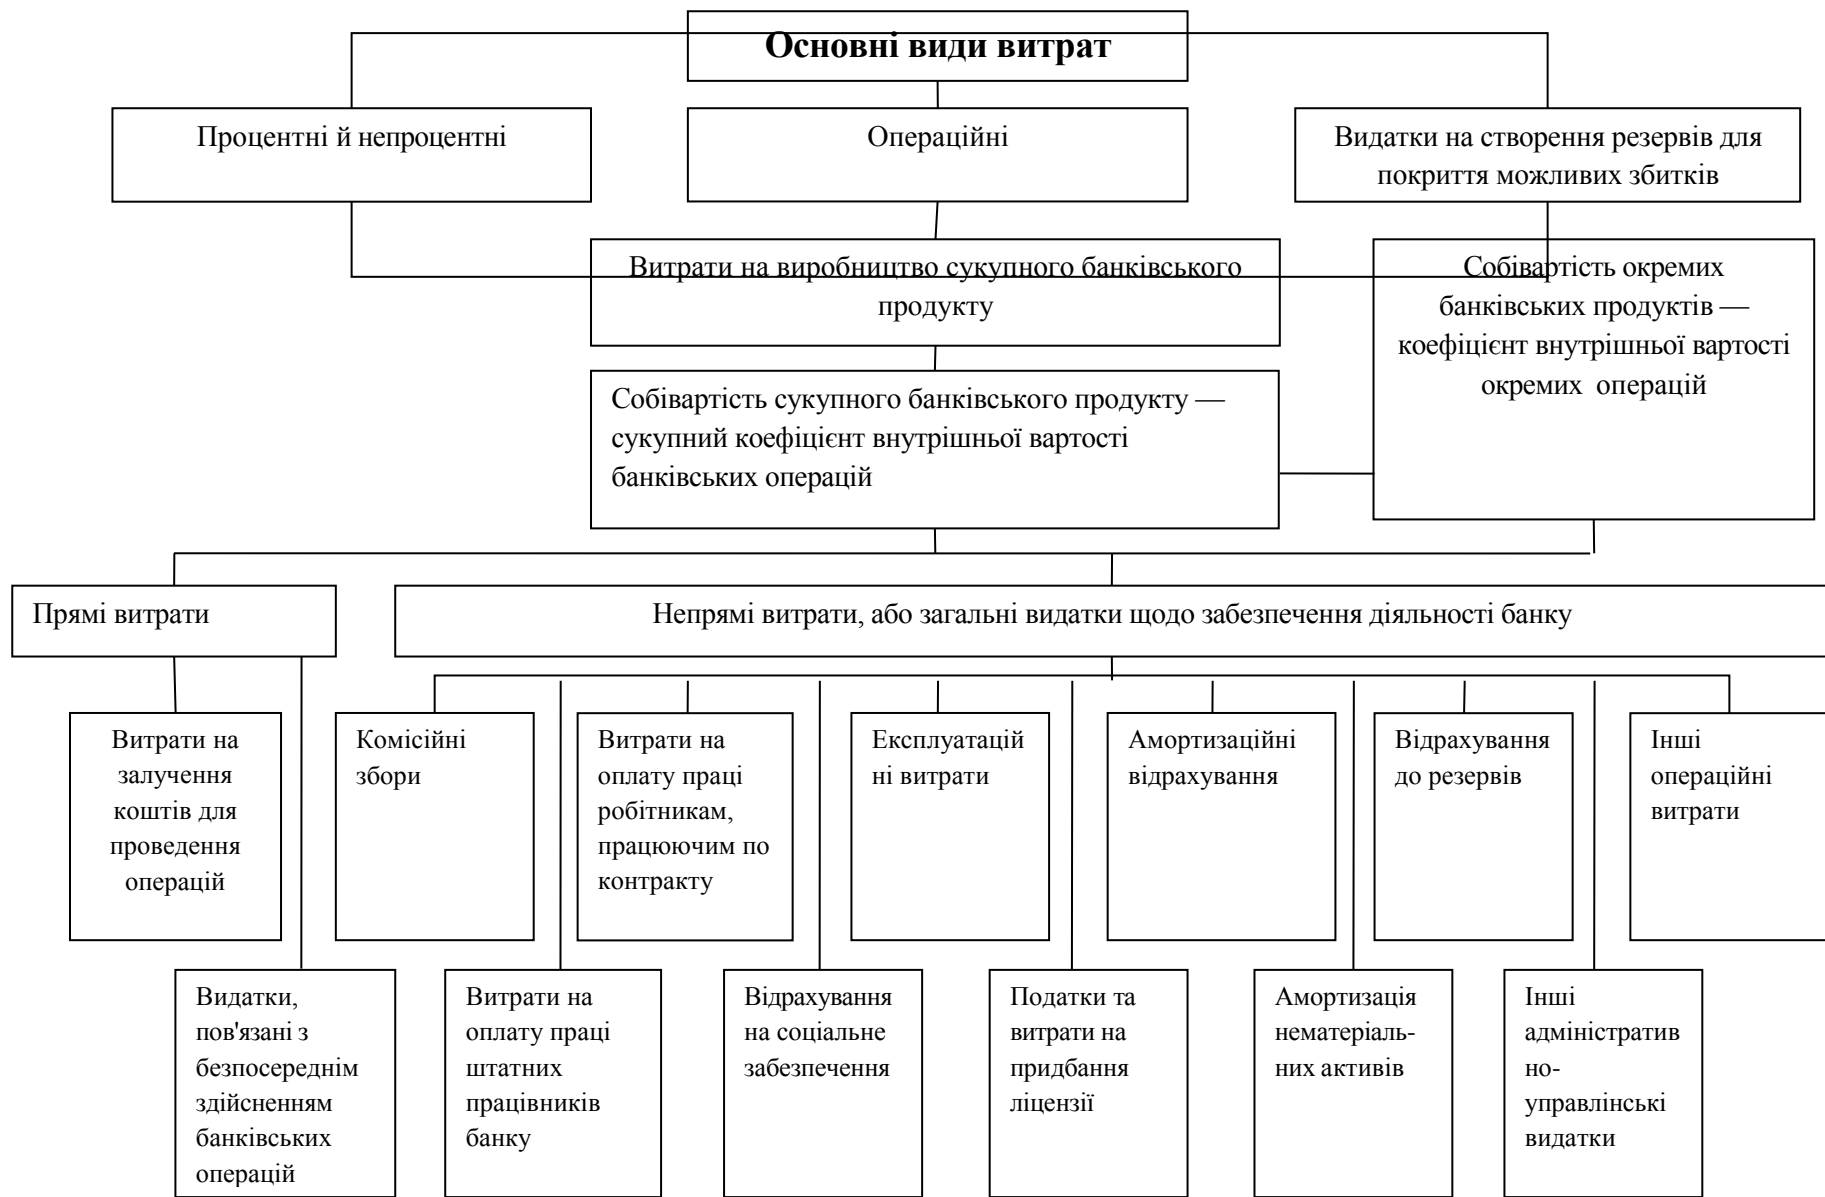 Основні види витрат
Процентні й непроцентні
Операційні
Видатки на створення резервів для
покриття можливих збитків
Витрати на виробництво сукупного банківського
продукту
Собівартість окремих
банківських продуктів —
коефіцієнт внутрішньої вартості
окремих операцій
Собівартість сукупного банківського продукту —
сукупний коефіцієнт внутрішньої вартості
банківських операцій
Прямі витрати
Непрямі витрати, або загальні видатки щодо забезпечення діяльності банку
Витрати на
залучення
коштів для
проведення
операцій
Комісійні
збори
Витрати на
оплату праці
робітникам,
працюючим по
контракту
Експлуатацій
ні витрати
Амортизаційні
відрахування
Відрахування
до резервів
Інші
операційні
витрати
Видатки,
пов'язані з
безпосереднім
здійсненням
банківських
операцій
Витрати на
оплату праці
штатних
працівників
банку
Відрахування
на соціальне
забезпечення
Податки та
витрати на
придбання
ліцензії
Амортизація
нематеріаль-
них активів
Інші
адміністратив
но-
управлінські
видатки